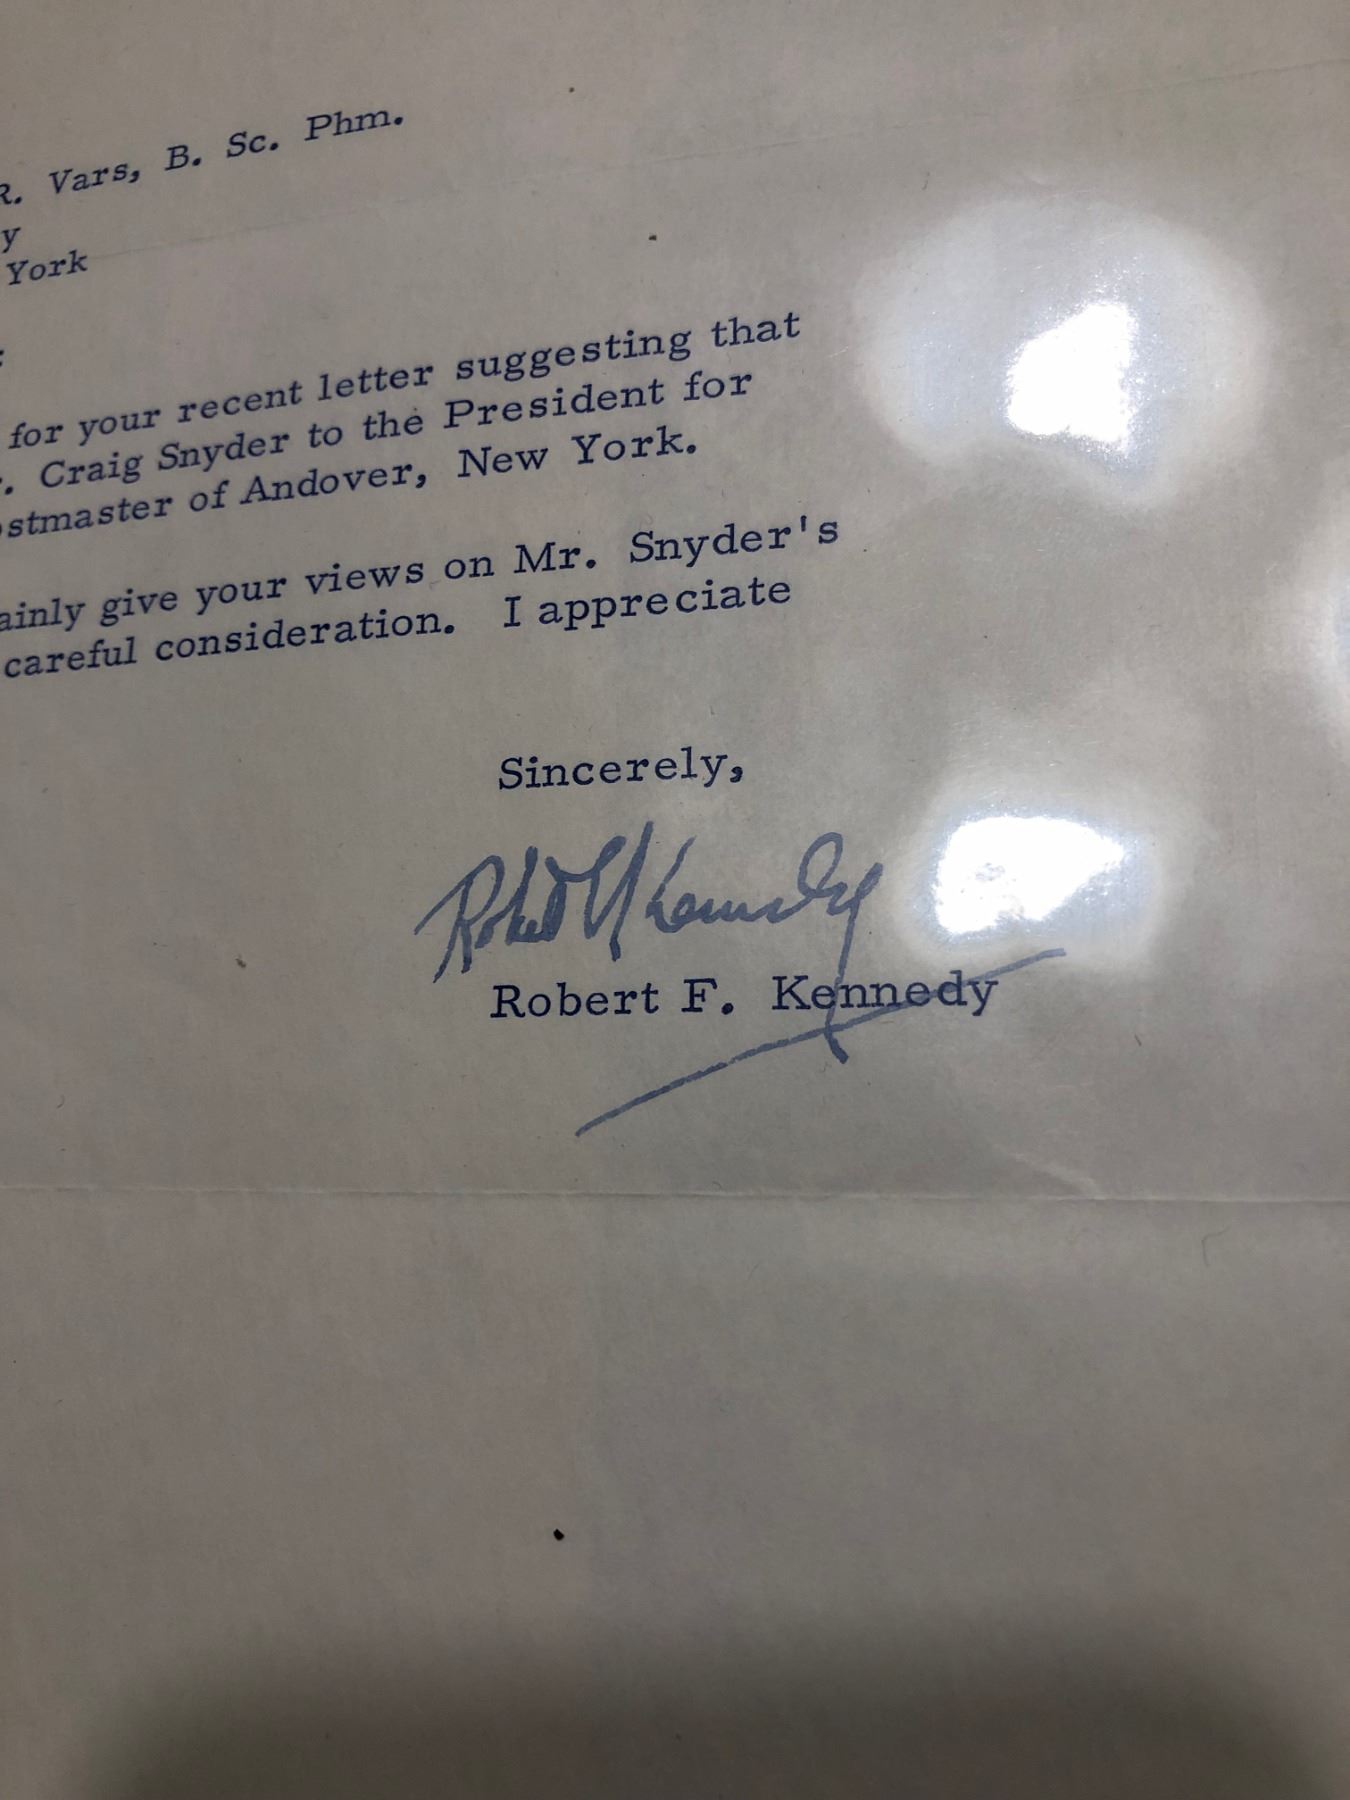 R. Vars, B. Sc. Phm.
y
York
:
for your recent letter suggesting that
r. Craig Snyder to the President for
ostmaster of Andover, New York.
ainly give your views on Mr. Snyder's
careful consideration. I appreciate
Sincerely,
Robert F Kennedy
Robert F. Kennedy